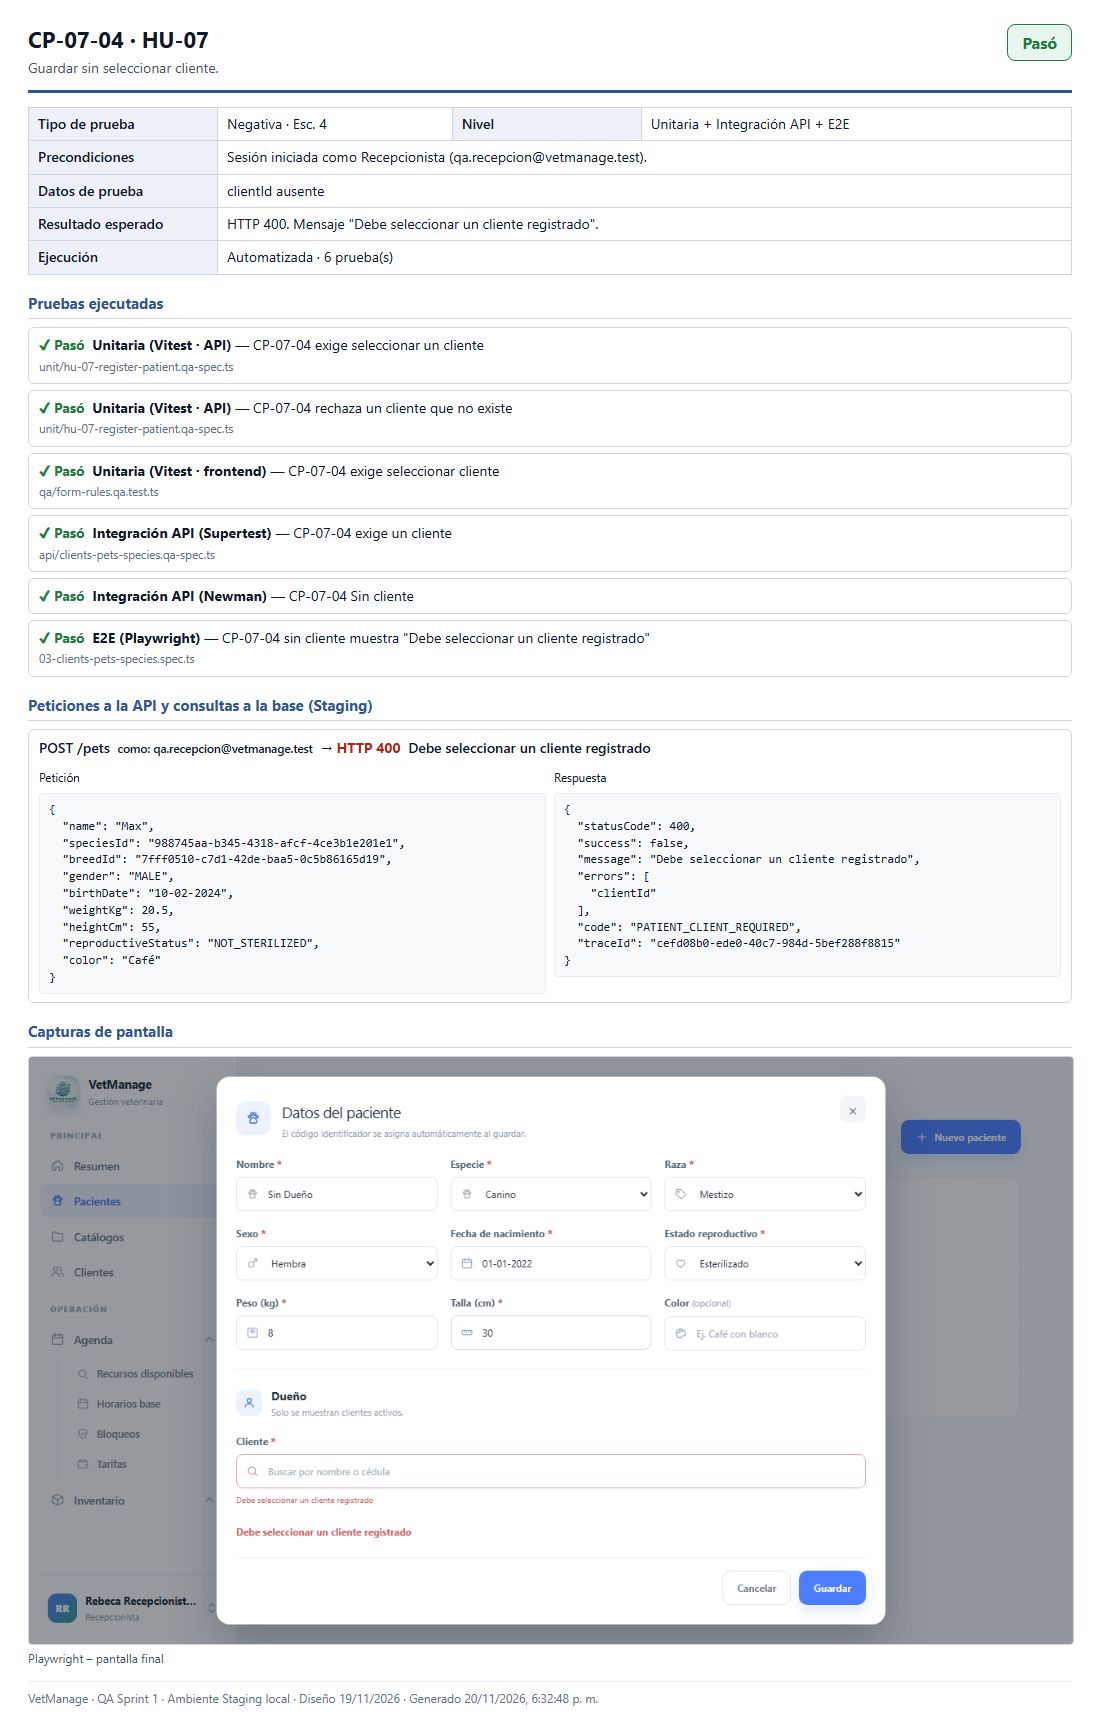 CP-07-04 · HU-07
Pasó
Guardar sin seleccionar cliente.
Tipo de prueba Negativa · Esc. 4 Nivel Unitaria + Integración API + E2E
Precondiciones Sesión iniciada como Recepcionista (qa.recepcion@vetmanage.test).
Datos de prueba clientId ausente
Resultado esperado HTTP 400. Mensaje "Debe seleccionar un cliente registrado".
Ejecución Automatizada · 6 prueba(s)
Pruebas ejecutadas
✓ Pasó Unitaria (Vitest · API) — CP-07-04 exige seleccionar un cliente
unit/hu-07-register-patient.qa-spec.ts
✓ Pasó Unitaria (Vitest · API) — CP-07-04 rechaza un cliente que no existe
unit/hu-07-register-patient.qa-spec.ts
✓ Pasó Unitaria (Vitest · frontend) — CP-07-04 exige seleccionar cliente
qa/form-rules.qa.test.ts
✓ Pasó Integración API (Supertest) — CP-07-04 exige un cliente
api/clients-pets-species.qa-spec.ts
✓ Pasó Integración API (Newman) — CP-07-04 Sin cliente
✓ Pasó E2E (Playwright) — CP-07-04 sin cliente muestra "Debe seleccionar un cliente registrado"
03-clients-pets-species.spec.ts
Peticiones a la API y consultas a la base (Staging)
POST /pets como: qa.recepcion@vetmanage.test → HTTP 400 Debe seleccionar un cliente registrado
Petición
{
"name": "Max",
"speciesId": "988745aa-b345-4318-afcf-4ce3b1e201e1",
"breedId": "7fff0510-c7d1-42de-baa5-0c5b86165d19",
"gender": "MALE",
"birthDate": "10-02-2024",
"weightKg": 20.5,
"heightCm": 55,
"reproductiveStatus": "NOT_STERILIZED",
"color": "Café"
}
Respuesta
{
"statusCode": 400,
"success": false,
"message": "Debe seleccionar un cliente registrado",
"errors": [
"clientId"
],
"code": "PATIENT_CLIENT_REQUIRED",
"traceId": "cefd08b0-ede0-40c7-984d-5bef288f8815"
}
Capturas de pantalla
VetManage
Gestión veterinaria
PRINCIPAL
Resumen
Pacientes
Catálogos
Clientes
OPERACIÓN
Agenda
Recursos disponibles
Horarios base
Bloqueos
Tarifas
Inventario
RR
Rebeca Recepcionist...
Recepcionista
+ Nuevo paciente
Datos del paciente
El código identificador se asigna automáticamente al guardar.
×
Nombre * Especie * Raza *
Sin Dueño Canino Mestizo
Sexo * Fecha de nacimiento * Estado reproductivo *
Hembra 01-01-2022 Esterilizado
Peso (kg) * Talla (cm) * Color (opcional)
8 30 Ej. Café con blanco
Dueño
Solo se muestran clientes activos.
Cliente *
Buscar por nombre o cédula
Debe seleccionar un cliente registrado
Debe seleccionar un cliente registrado
Cancelar Guardar
Playwright – pantalla final
VetManage · QA Sprint 1 · Ambiente Staging local · Diseño 19/11/2026 · Generado 20/11/2026, 6:32:48 p. m.